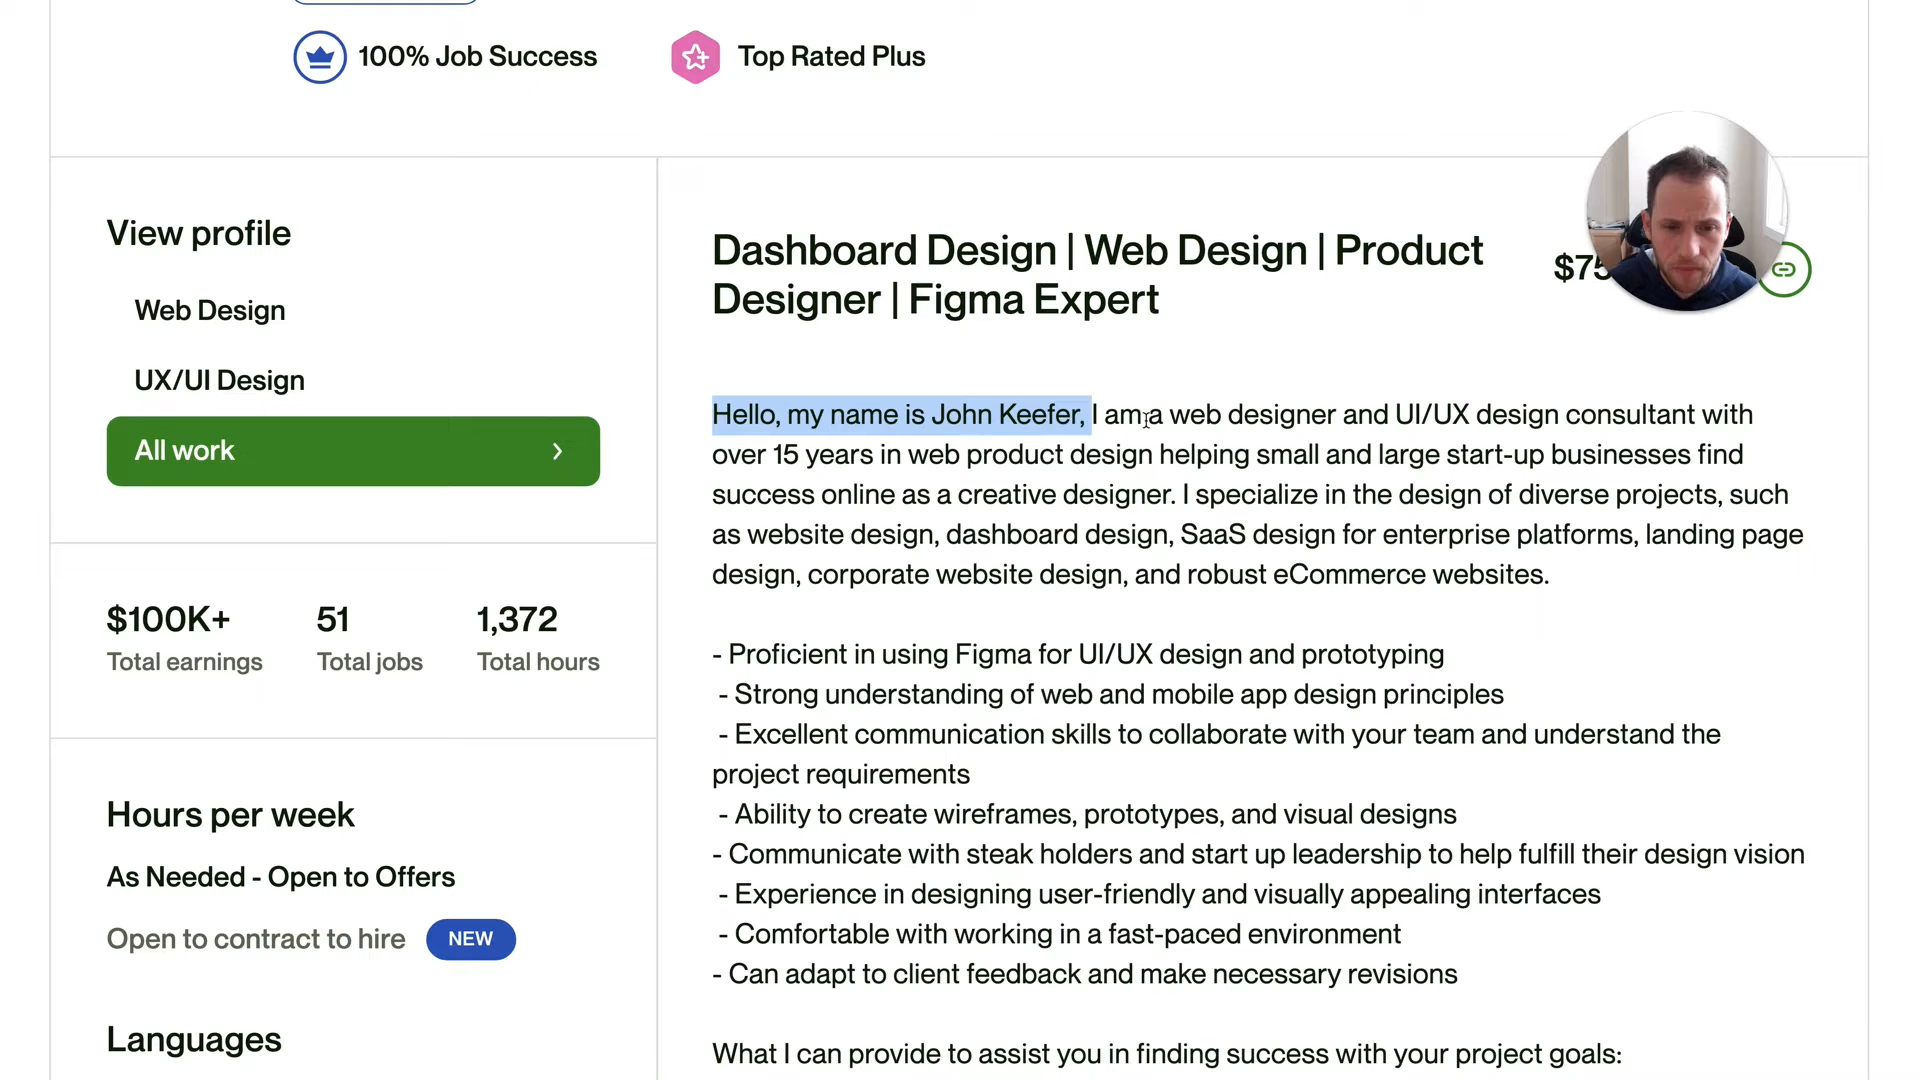 100% Job Success
Top Rated Plus
View profile
Web Design
UX/UI Design
All work
$100K+
Total earnings
51
Total jobs
1,372
Total hours
Hours per week
As Needed - Open to Offers
Open to contract to hire
NEW
Languages
Dashboard Design | Web Design | Product
Designer | Figma Expert
$75
Hello, my name is John Keefer, I am a web designer and UI/UX design consultant with
over 15 years in web product design helping small and large start-up businesses find
success online as a creative designer. I specialize in the design of diverse projects, such
as website design, dashboard design, SaaS design for enterprise platforms, landing page
design, corporate website design, and robust eCommerce websites.
- Proficient in using Figma for UI/UX design and prototyping
- Strong understanding of web and mobile app design principles
- Excellent communication skills to collaborate with your team and understand the
project requirements
- Ability to create wireframes, prototypes, and visual designs
- Communicate with steak holders and start up leadership to help fulfill their design vision
- Experience in designing user-friendly and visually appealing interfaces
- Comfortable with working in a fast-paced environment
- Can adapt to client feedback and make necessary revisions
What I can provide to assist you in finding success with your project goals: